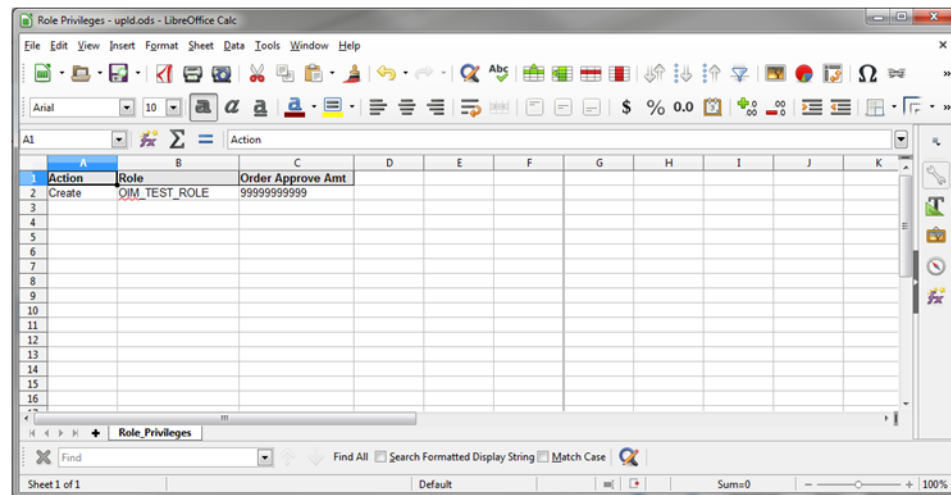 Role Privileges - upld.ods - LibreOffice Calc
File Edit View Insert Format Sheet Data Tools Window Help
Arial 10 $ % 0.0
A1 Action
A B C D E F G H I J K
1 Action Role Order Approve Amt
2 Create OIM_TEST_ROLE 99999999999
3
4
5
6
7
8
9
10
11
12
13
14
15
16
Role_Privileges
Find Find All Search Formatted Display String Match Case
Sheet 1 of 1 Default Sum=0 100%